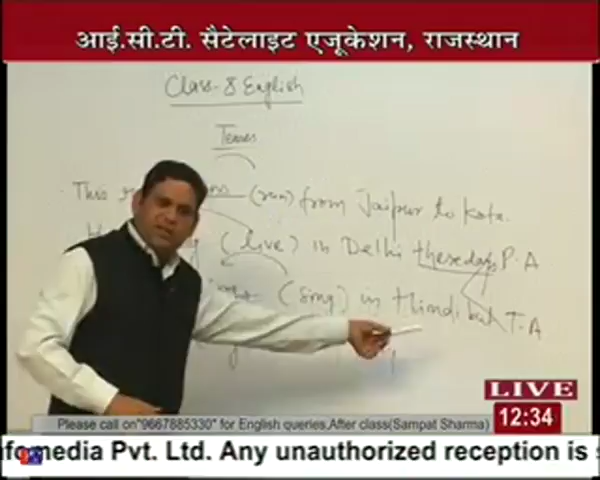 आई.सी.टी. सैटेलाइट एजूकेशन, राजस्थान
Class-8 English
Tenses
This (run) from Jaipur to Kota.
(live) in Delhi these days P.A
(sing) in Hindi but T.A
LIVE
12:34
Please call on"9667885330" for English queries,After class(Sampat Sharma)
fomedia Pvt. Ltd. Any unauthorized reception is